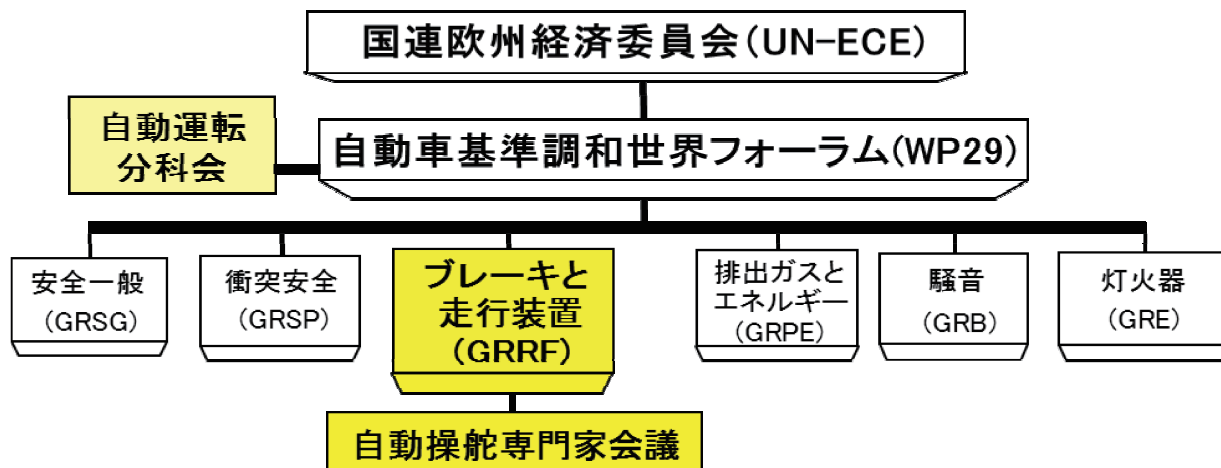 国連欧州経済委員会(UN-ECE)
自動運転
分科会
自動車基準調和世界フォーラム(WP29)
安全一般
(GRSG)
衝突安全
(GRSP)
ブレーキと
走行装置
(GRRF)
排出ガスと
エネルギー
(GRPE)
騒音
(GRB)
灯火器
(GRE)
自動操舵専門家会議